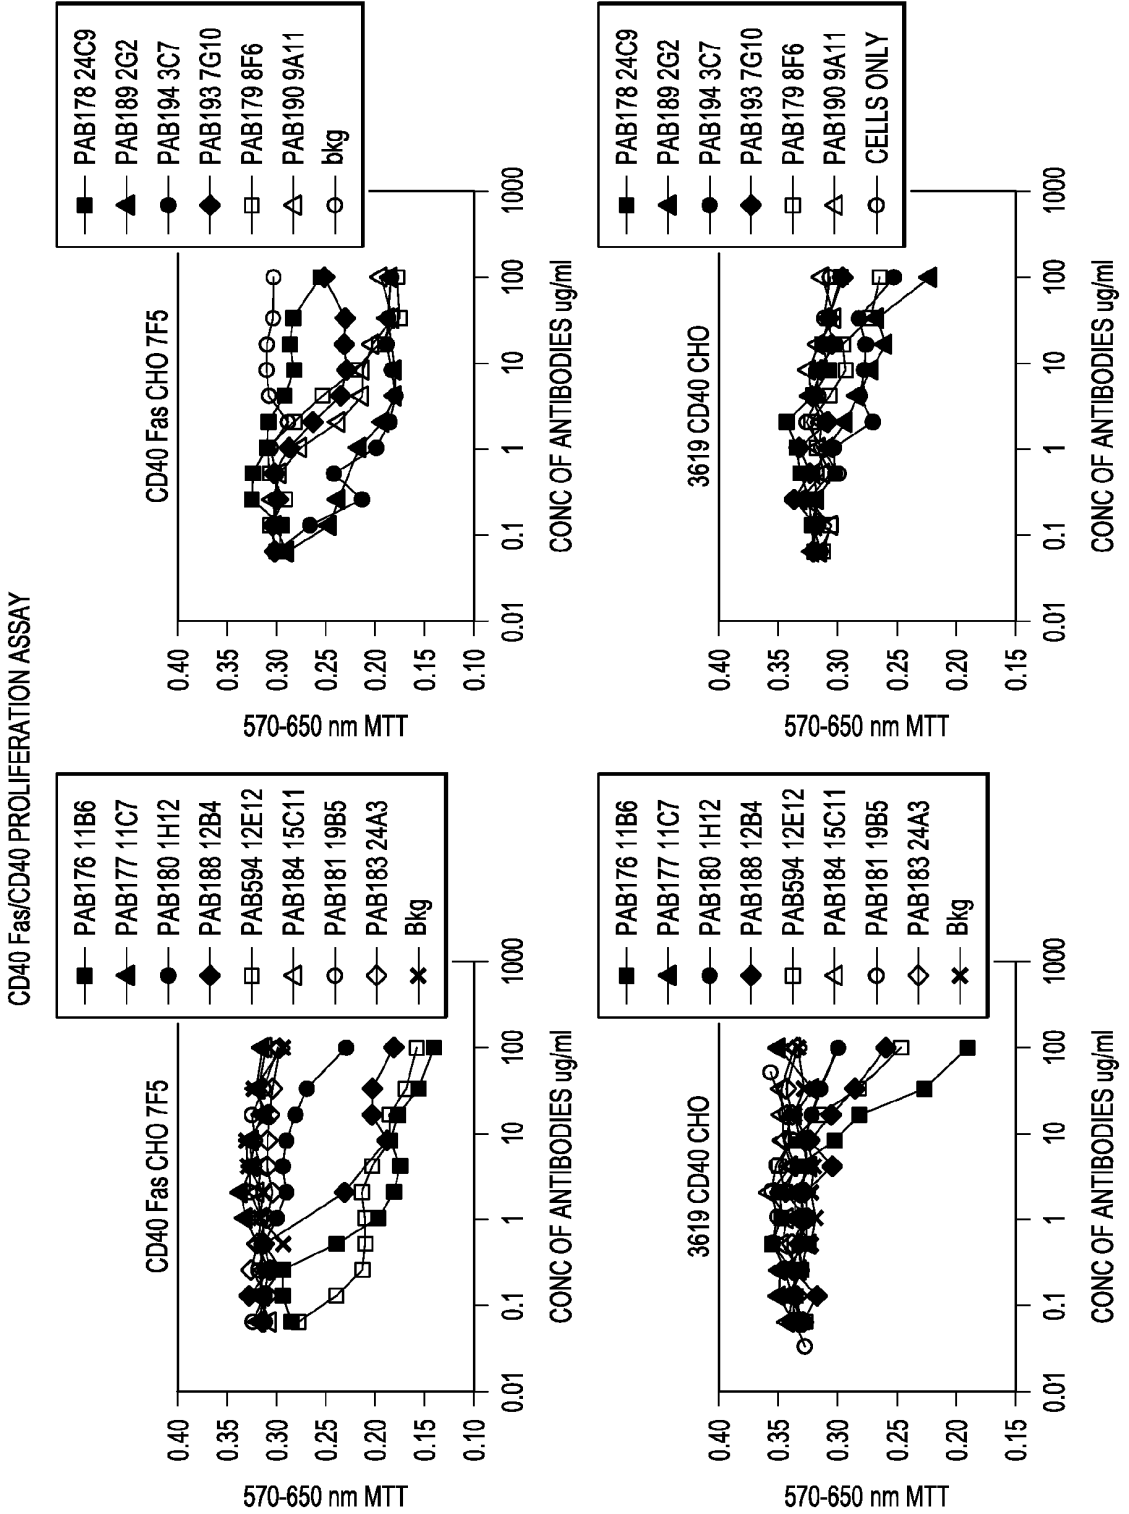 CD40 Fas/CD40 PROLIFERATION ASSAY
CD40 Fas CHO 7F5
570-650 nm MTT
0.40
0.35
0.30
0.25
0.20
0.15
0.10
0.01
0.1
1
10
100
1000
CONC OF ANTIBODIES ug/ml
PAB176 11B6
PAB177 11C7
PAB180 1H12
PAB188 12B4
PAB594 12E12
PAB184 15C11
PAB181 19B5
PAB183 24A3
Bkg
CD40 Fas CHO 7F5
570-650 nm MTT
0.40
0.35
0.30
0.25
0.20
0.15
0.10
0.01
0.1
1
10
100
1000
CONC OF ANTIBODIES ug/ml
PAB178 24C9
PAB189 2G2
PAB194 3C7
PAB193 7G10
PAB179 8F6
PAB190 9A11
bkg
3619 CD40 CHO
570-650 nm MTT
0.40
0.35
0.30
0.25
0.20
0.15
0.01
0.1
1
10
100
1000
CONC OF ANTIBODIES ug/ml
PAB176 11B6
PAB177 11C7
PAB180 1H12
PAB188 12B4
PAB594 12E12
PAB184 15C11
PAB181 19B5
PAB183 24A3
Bkg
3619 CD40 CHO
570-650 nm MTT
0.40
0.35
0.30
0.25
0.20
0.15
0.01
0.1
1
10
100
1000
CONC OF ANTIBODIES ug/ml
PAB178 24C9
PAB189 2G2
PAB194 3C7
PAB193 7G10
PAB179 8F6
PAB190 9A11
CELLS ONLY